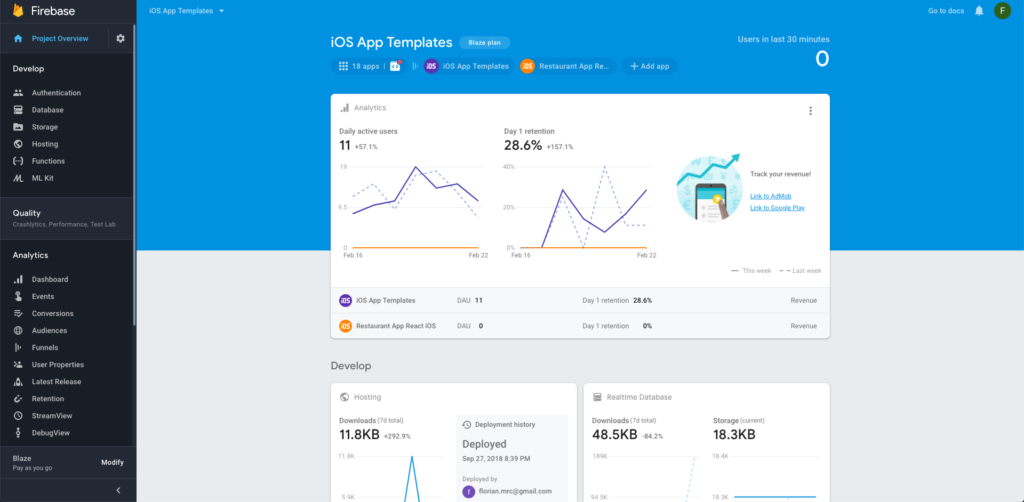 Firebase
Project Overview
Develop
Authentication
Database
Storage
Hosting
Functions
ML Kit
Quality
Crashlytics, Performance, Test Lab
Analytics
Dashboard
Events
Conversions
Audiences
Funnels
User Properties
Latest Release
Retention
StreamView
DebugView
Blaze
Pay as you go
Modify
iOS App Templates
Go to docs
F
iOS App Templates
Blaze plan
Users in last 30 minutes
0
18 apps
iOS
iOS App Templates
iOS
Restaurant App Re...
+ Add app
Analytics
Daily active users
11 +57.1%
19
9.5
0
Feb 16
Feb 22
Day 1 retention
28.6% +157.1%
40%
20%
0%
Feb 16
Feb 22
Track your revenue!
Link to AdMob
Link to Google Play
This week
Last week
iOS
iOS App Templates
DAU 11
Day 1 retention 28.6%
Revenue
iOS
Restaurant App React iOS
DAU 0
Day 1 retention 0%
Revenue
Develop
Hosting
Downloads (7d total)
11.8KB +292.9%
11.8K
5.9K
Deployment history
Deployed
Sep 27, 2018 8:39 PM
Deployed by
f
florian.mrc@gmail.com
Realtime Database
Downloads (7d total)
48.5KB -84.2%
189K
94.5K
Storage (current)
18.3KB
18.4K
18.3K